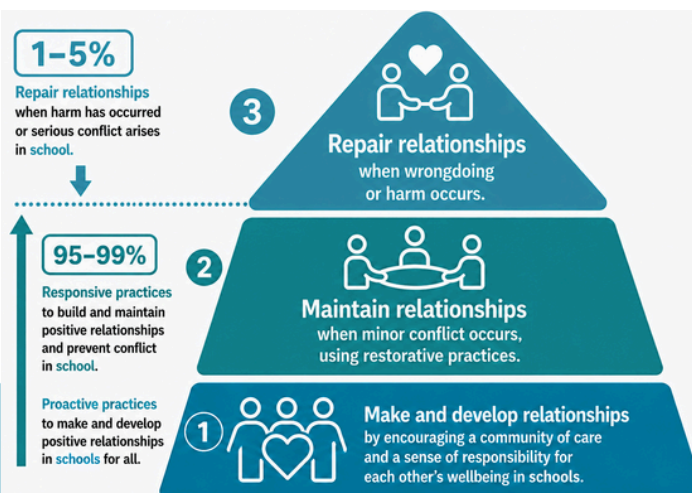 1–5%
Repair relationships
when harm has occurred
or serious conflict arises
in school.
3
Repair relationships
when wrongdoing
or harm occurs.
95–99%
Responsive practices
to build and maintain
positive relationships
and prevent conflict
in school.
Proactive practices
to make and develop
positive relationships
in schools for all.
2
Maintain relationships
when minor conflict occurs,
using restorative practices.
1
Make and develop relationships
by encouraging a community of care
and a sense of responsibility for
each other's wellbeing in schools.